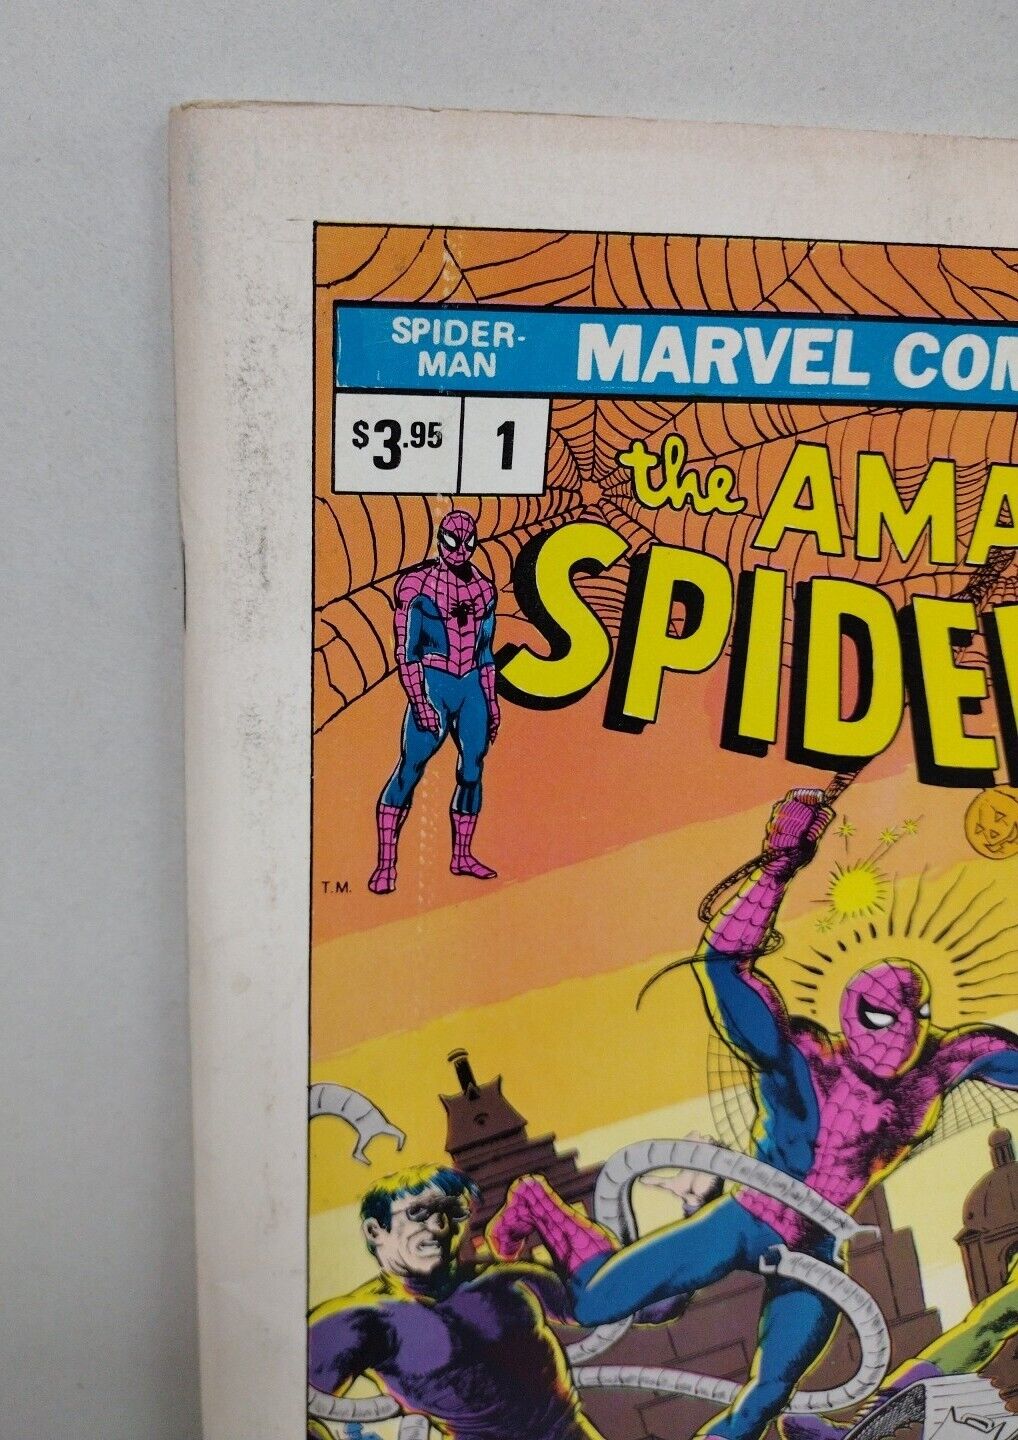 SPIDER-
MAN
MARVEL COM
$3.95
1
the AMA
SPIDE
T.M.